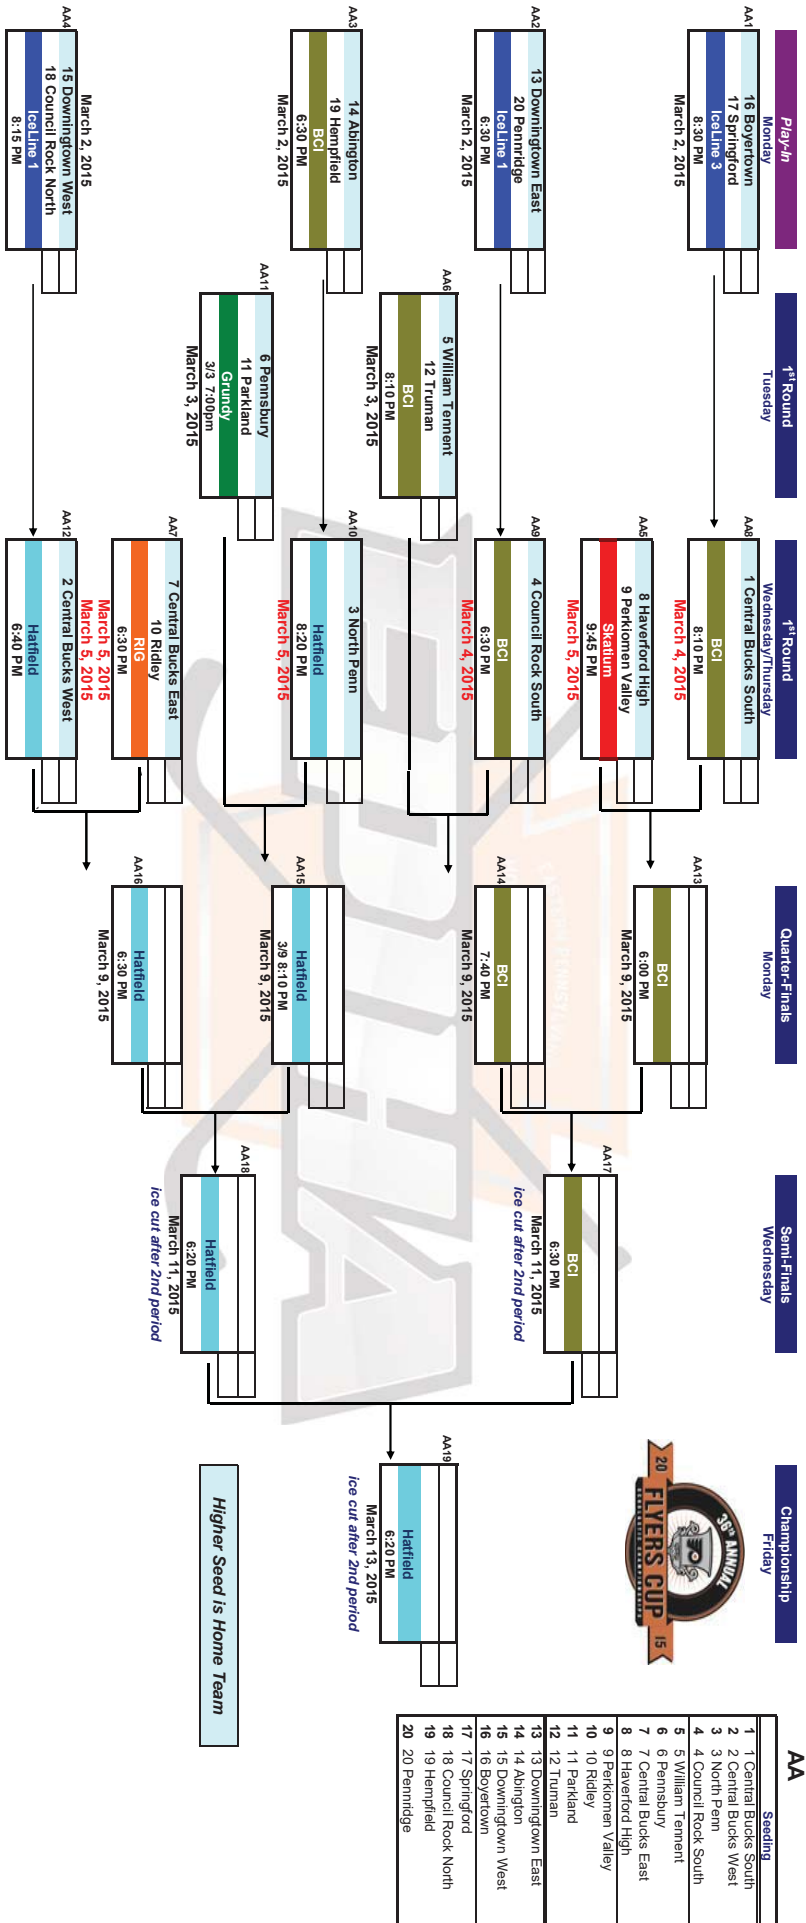 AA
Play-In
Monday
1st Round
Tuesday
1st Round
Wednesday/Thursday
Quarter-Finals
Monday
Semi-Finals
Wednesday
Championship
Friday
AA1
16 Boyertown
17 Springford
IceLine 3
8:30 PM
March 2, 2015
AA2
13 Downingtown East
20 Pennridge
IceLine 1
6:30 PM
March 2, 2015
AA3
14 Abington
19 Hempfield
BCI
6:30 PM
March 2, 2015
AA4
March 2, 2015
15 Downingtown West
18 Council Rock North
IceLine 1
8:15 PM
AA6
5 William Tennent
12 Truman
BCI
8:10 PM
March 3, 2015
AA11
6 Pennsbury
11 Parkland
Grundy
3/3 7:00pm
March 3, 2015
AA8
1 Central Bucks South
BCI
8:10 PM
March 4, 2015
AA5
8 Haverford High
9 Perkiomen Valley
Skatium
9:45 PM
March 5, 2015
AA9
4 Council Rock South
BCI
6:30 PM
March 4, 2015
AA10
3 North Penn
Hatfield
8:20 PM
March 5, 2015
AA7
7 Central Bucks East
10 Ridley
RIG
6:30 PM
March 5, 2015
March 5, 2015
AA12
2 Central Bucks West
Hatfield
6:40 PM
AA13
BCI
6:00 PM
March 9, 2015
AA14
BCI
7:40 PM
March 9, 2015
AA15
Hatfield
3/9 8:10 PM
March 9, 2015
AA16
Hatfield
6:30 PM
March 9, 2015
AA17
BCI
6:30 PM
March 11, 2015
ice cut after 2nd period
AA18
Hatfield
6:20 PM
March 11, 2015
ice cut after 2nd period
AA19
Hatfield
6:20 PM
March 13, 2015
ice cut after 2nd period
36TH ANNUAL
20 FLYERS CUP 15
Higher Seed is Home Team
Seeding
1 1 Central Bucks South
2 2 Central Bucks West
3 3 North Penn
4 4 Council Rock South
5 5 William Tennent
6 6 Pennsbury
7 7 Central Bucks East
8 8 Haverford High
9 9 Perkiomen Valley
10 10 Ridley
11 11 Parkland
12 12 Truman
13 13 Downingtown East
14 14 Abington
15 15 Downingtown West
16 16 Boyertown
17 17 Springford
18 18 Council Rock North
19 19 Hempfield
20 20 Pennridge